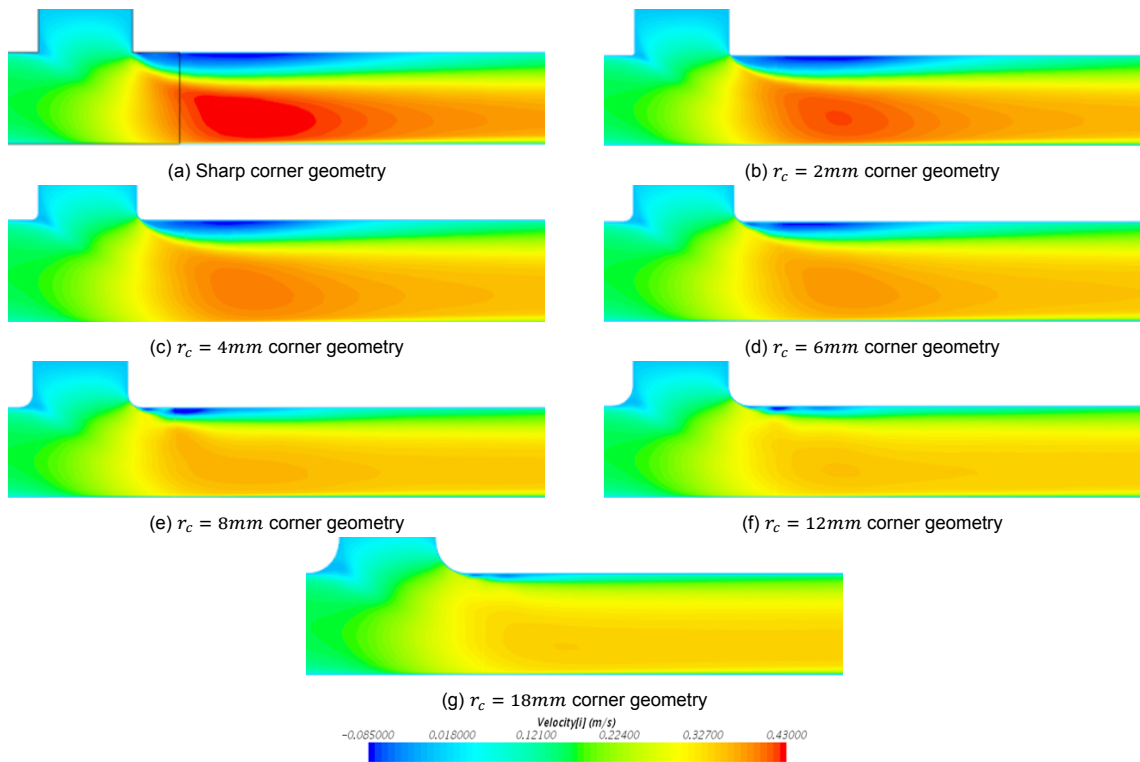 (a) Sharp corner geometry
(b) r_c = 2mm corner geometry
(c) r_c = 4mm corner geometry
(d) r_c = 6mm corner geometry
(e) r_c = 8mm corner geometry
(f) r_c = 12mm corner geometry
(g) r_c = 18mm corner geometry
Velocity[i] (m/s)
-0.085000 0.018000 0.12100 0.22400 0.32700 0.43000